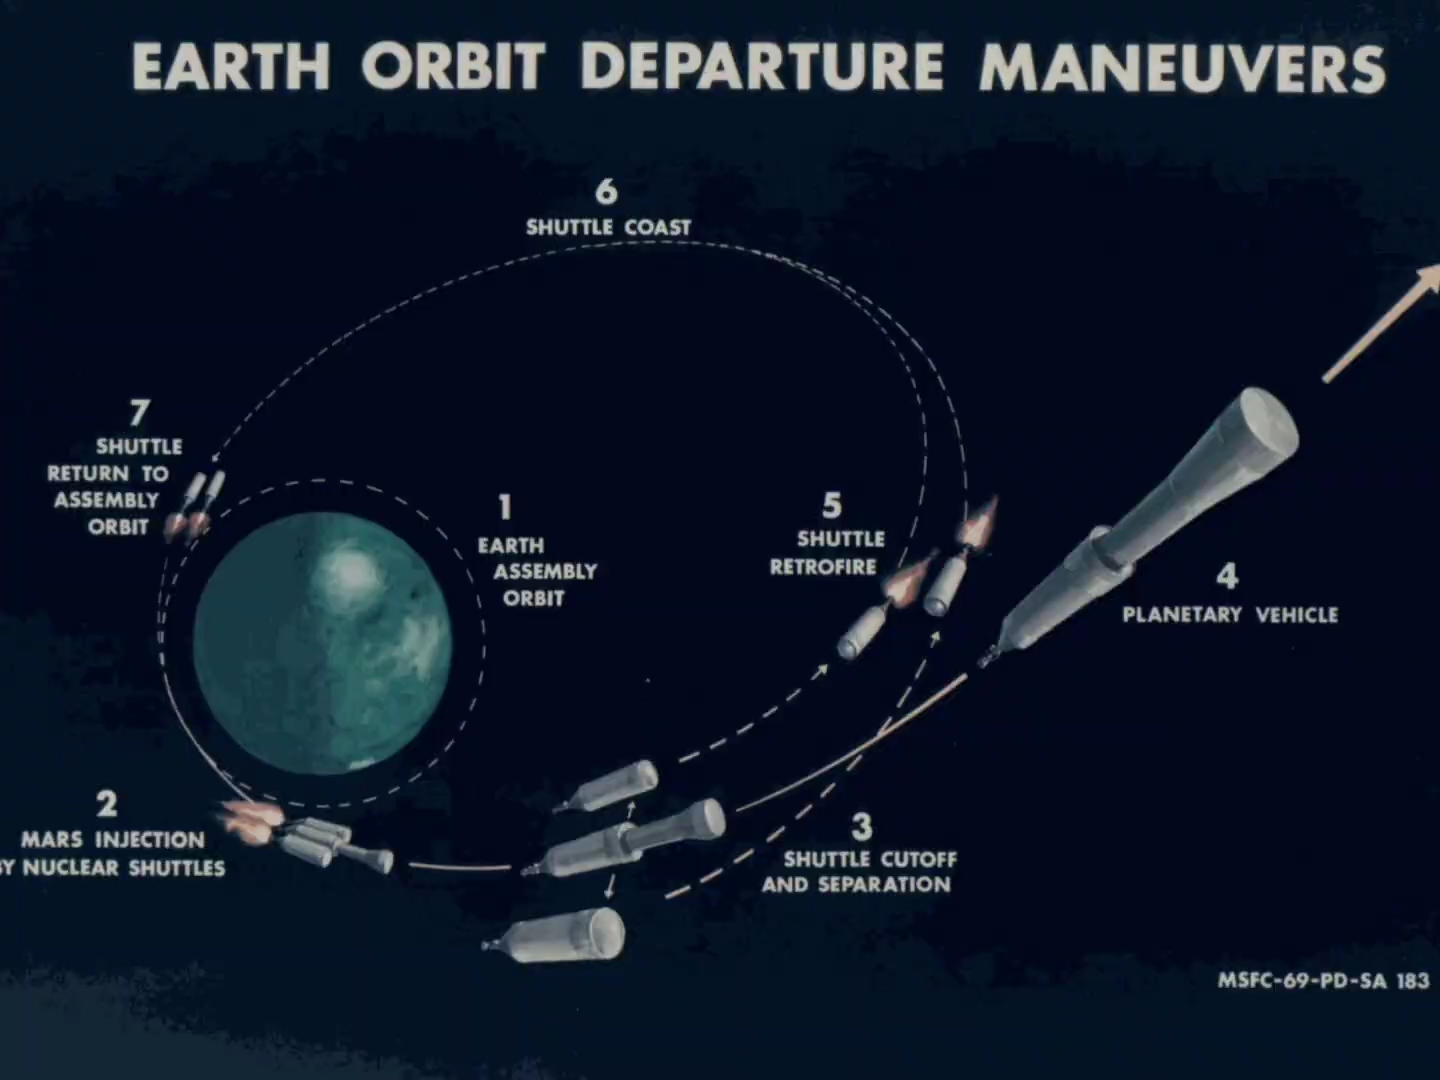 EARTH ORBIT DEPARTURE MANEUVERS
6
SHUTTLE COAST
7
SHUTTLE
RETURN TO
ASSEMBLY
ORBIT
1
EARTH
ASSEMBLY
ORBIT
5
SHUTTLE
RETROFIRE
4
PLANETARY VEHICLE
2
MARS INJECTION
BY NUCLEAR SHUTTLES
3
SHUTTLE CUTOFF
AND SEPARATION
MSFC-69-PD-SA 183